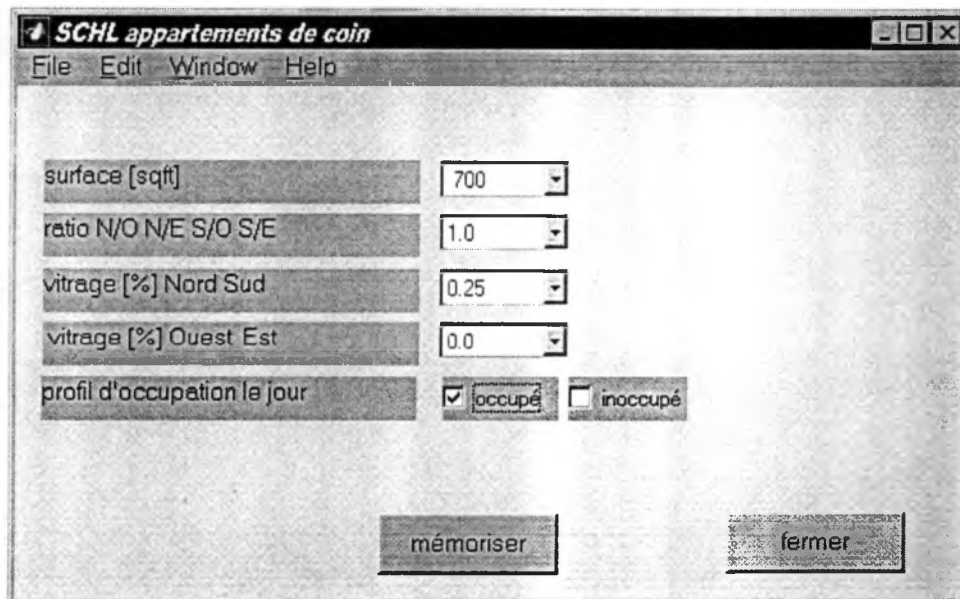 SCHL appartements de coin
File Edit Window Help
surface [sqft] 700
ratio N/O N/E S/O S/E 1.0
vitrage [%] Nord Sud 0.25
vitrage [%] Ouest Est 0.0
profil d'occupation le jour occupé inoccupé
mémoriser fermer